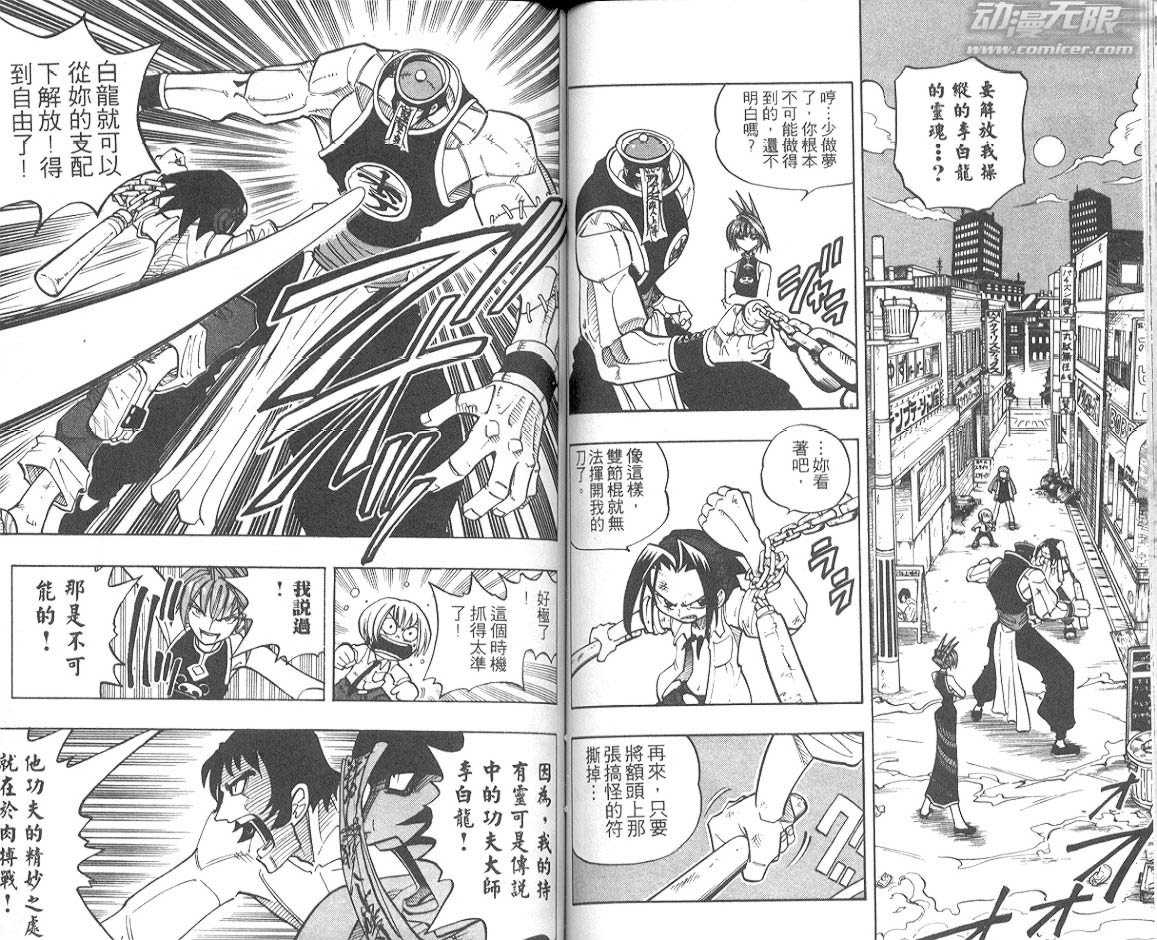 动漫无限
www.comicer.com
要解放我操
縱的李白龍
的靈魂…?
哼…少做夢
了,你根本
不可能做得
到的,還不
明白嗎?
…妳看
著吧,
像這樣,
雙節棍就無
法揮開我的
刀了。
再來,只要
將額頭上那
張搞怪的符
撕掉…
白龍就可以
從妳的支配
下解放!得
到自由了!
好極了
這個時機
抓得太準
了!
我説過
!
那是不可
能的!
因為,我的持
有靈可是傳説
中的功夫大師
李白龍!
他功夫的精妙之處
就在於肉搏戰!